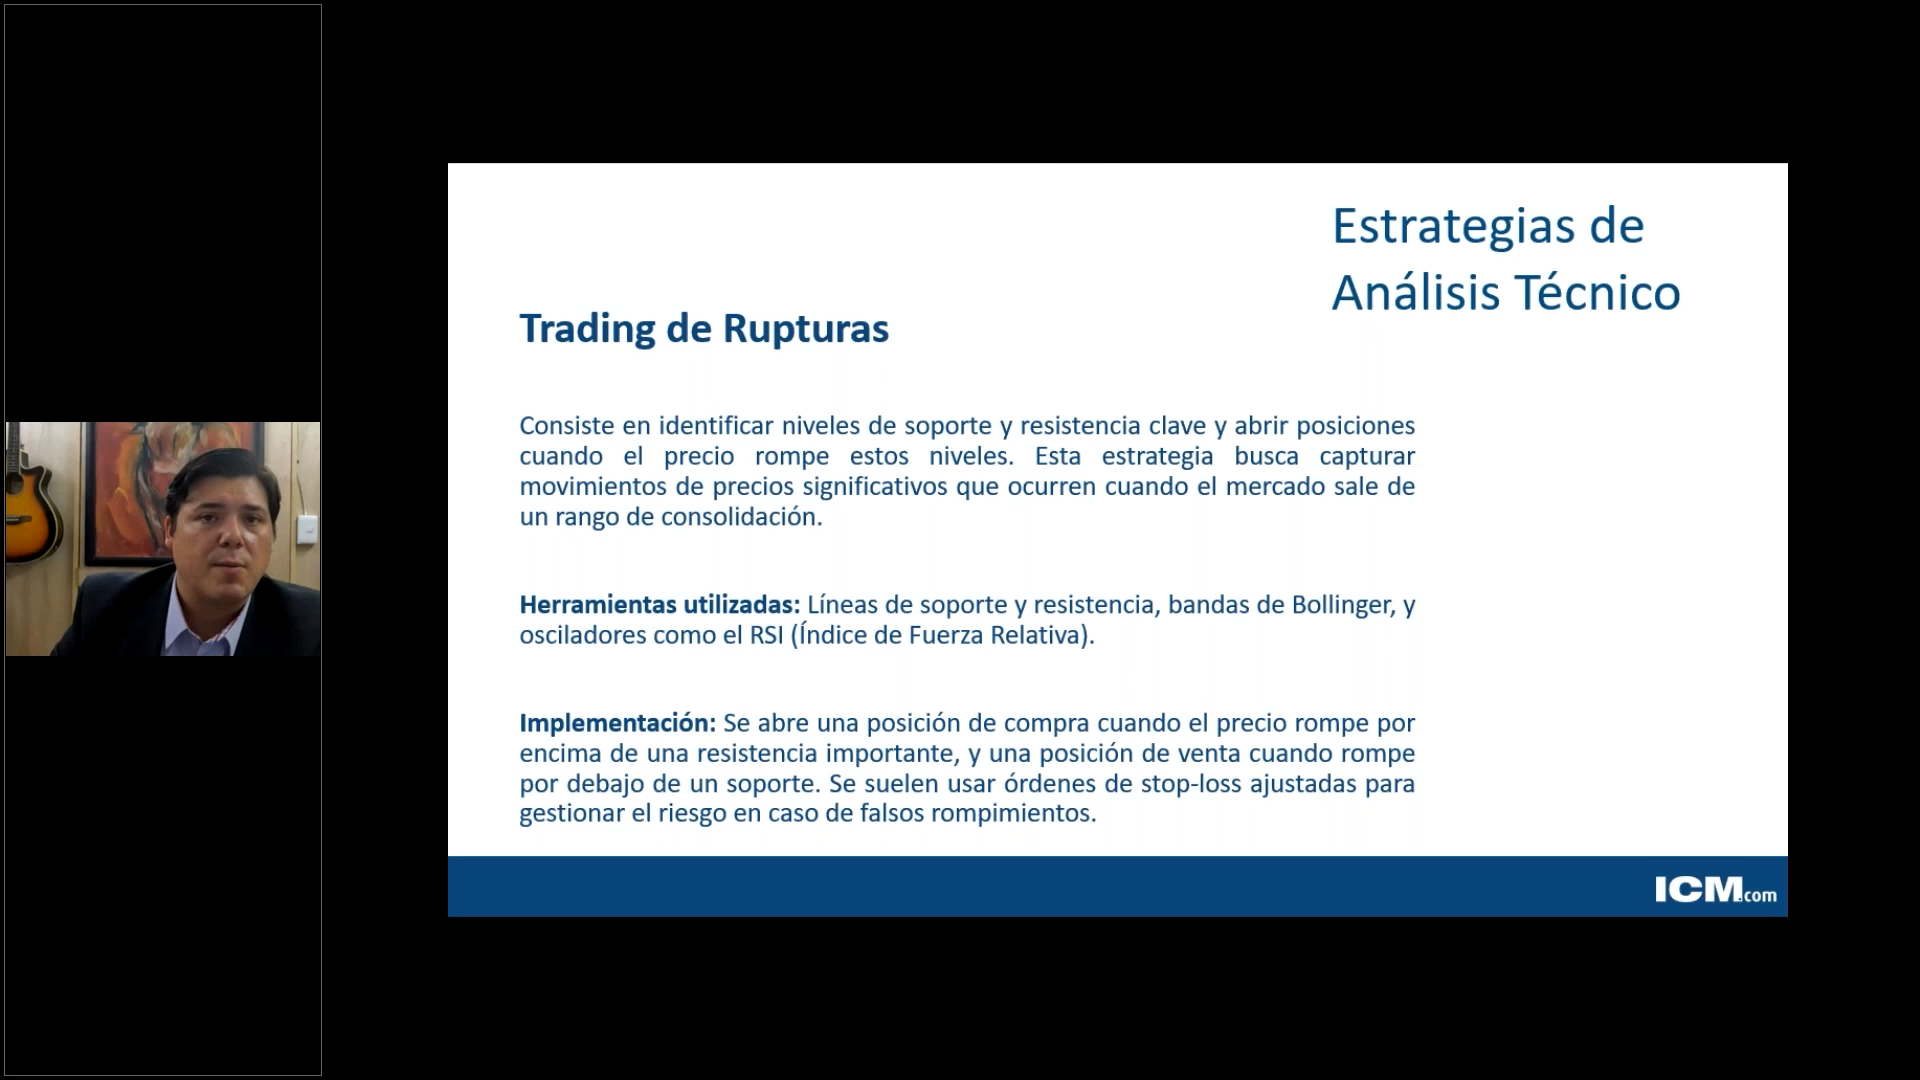 Estrategias de
Análisis Técnico
Trading de Rupturas
Consiste en identificar niveles de soporte y resistencia clave y abrir posiciones
cuando el precio rompe estos niveles. Esta estrategia busca capturar
movimientos de precios significativos que ocurren cuando el mercado sale de
un rango de consolidación.
Herramientas utilizadas: Líneas de soporte y resistencia, bandas de Bollinger, y
osciladores como el RSI (Índice de Fuerza Relativa).
Implementación: Se abre una posición de compra cuando el precio rompe por
encima de una resistencia importante, y una posición de venta cuando rompe
por debajo de un soporte. Se suelen usar órdenes de stop-loss ajustadas para
gestionar el riesgo en caso de falsos rompimientos.
ICM.com